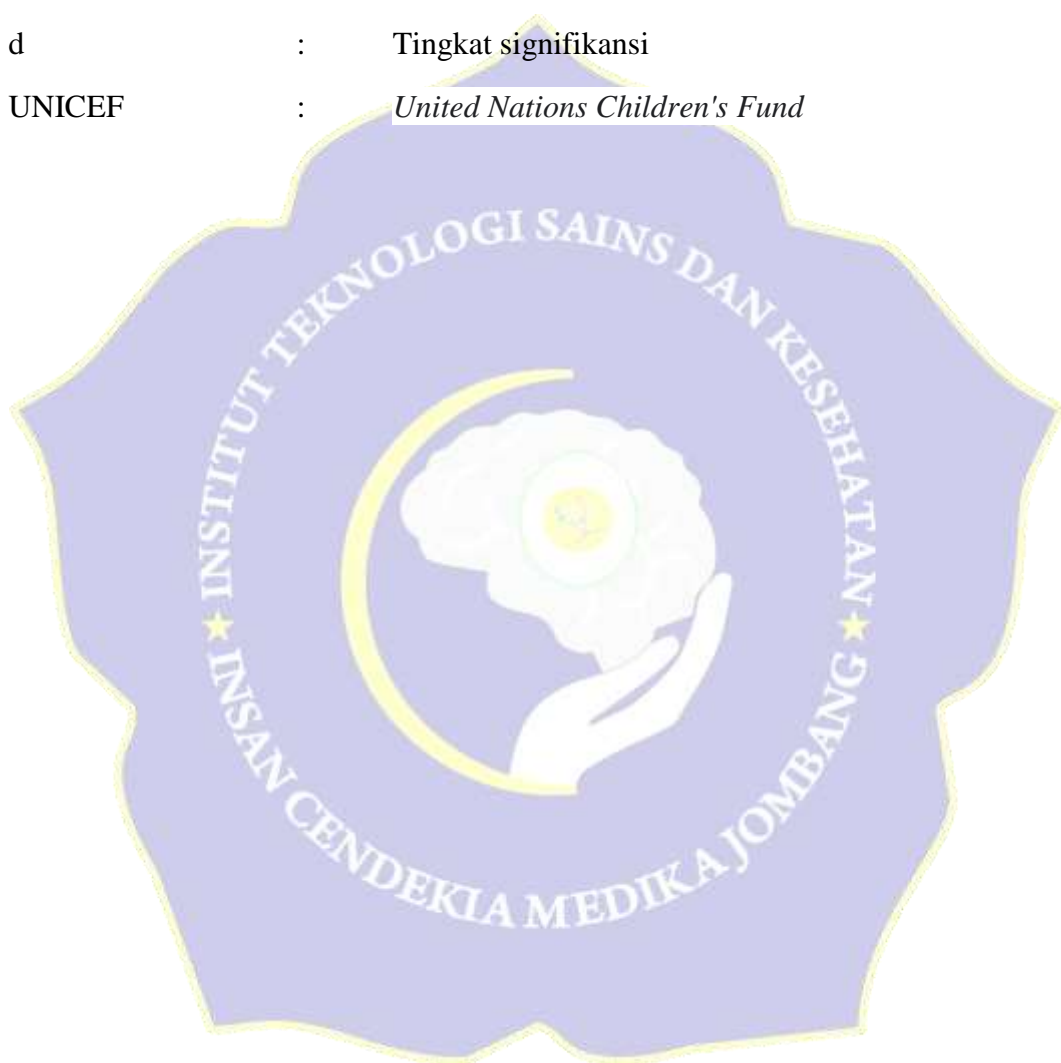 d : Tingkat signifikansi
UNICEF : United Nations Children's Fund
INSTITUT TEKNOLOGI SAINS DAN KESEHATAN
★ INSAN CENDEKIA MEDIKA JOMBANG ★